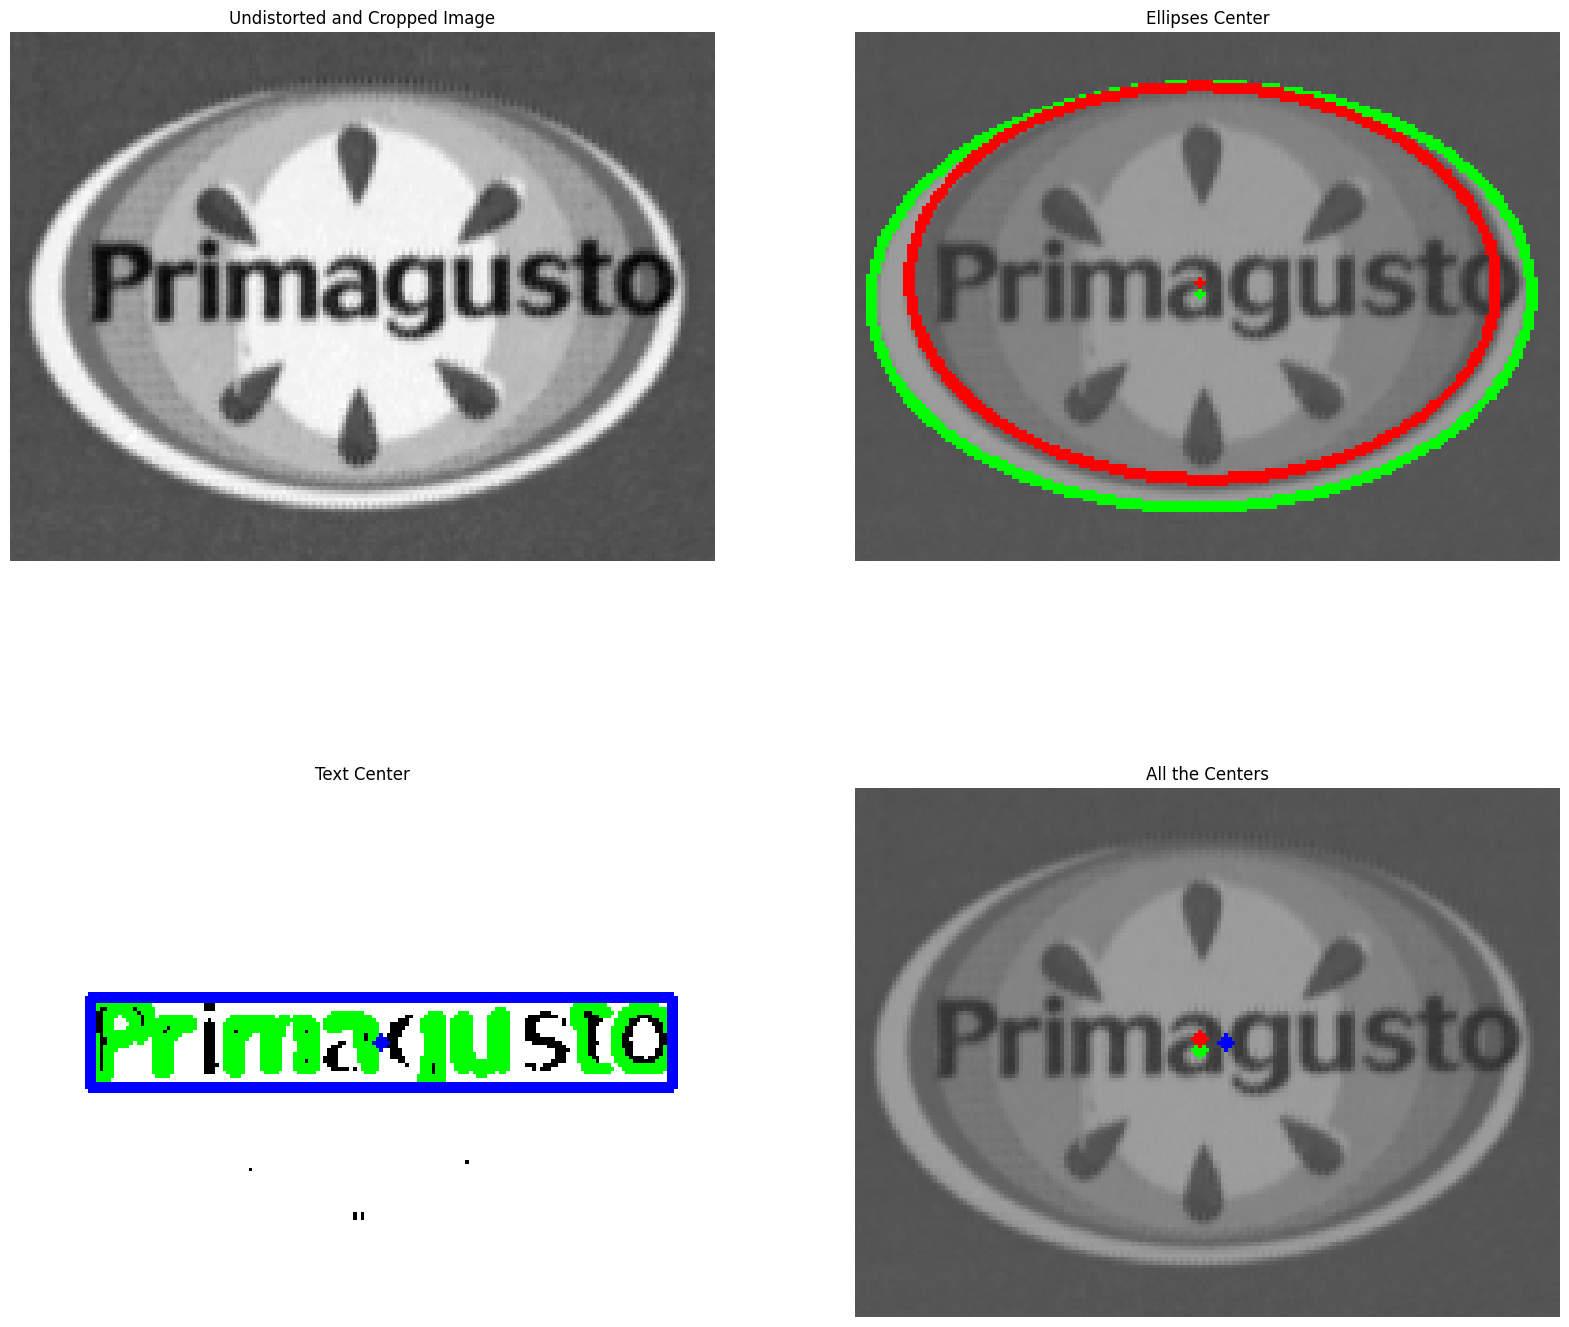 Undistorted and Cropped Image
Primagusto
Ellipses Center
Primagusto
Text Center
Primagusto
All the Centers
Primagusto